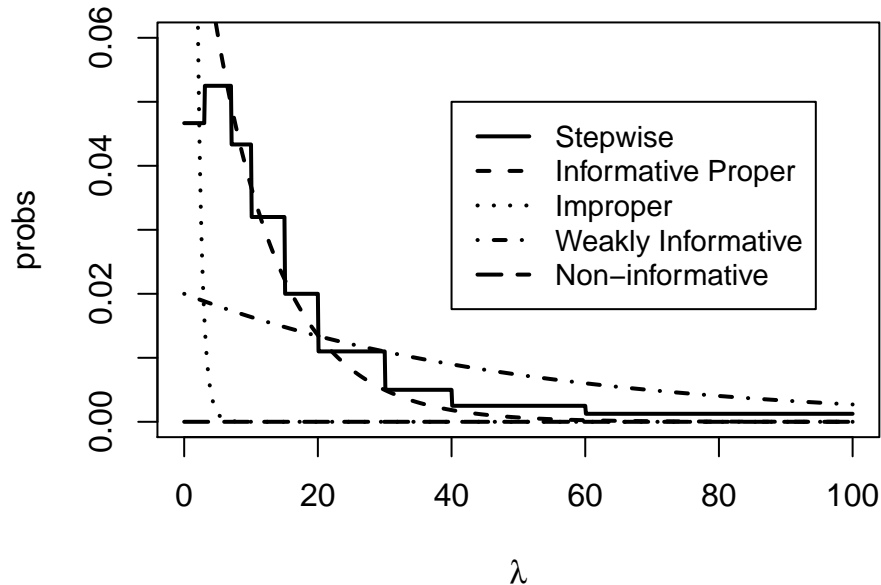 0.06
0.04
0.02
0.00
probs
Stepwise
Informative Proper
Improper
Weakly Informative
Non−informative
0 20 40 60 80 100
λ